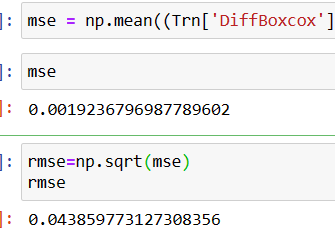 ]: mse = np.mean((Trn['DiffBoxcox']
]: mse
]: 0.0019236796987789602
]: rmse=np.sqrt(mse)
rmse
]: 0.043859773127308356